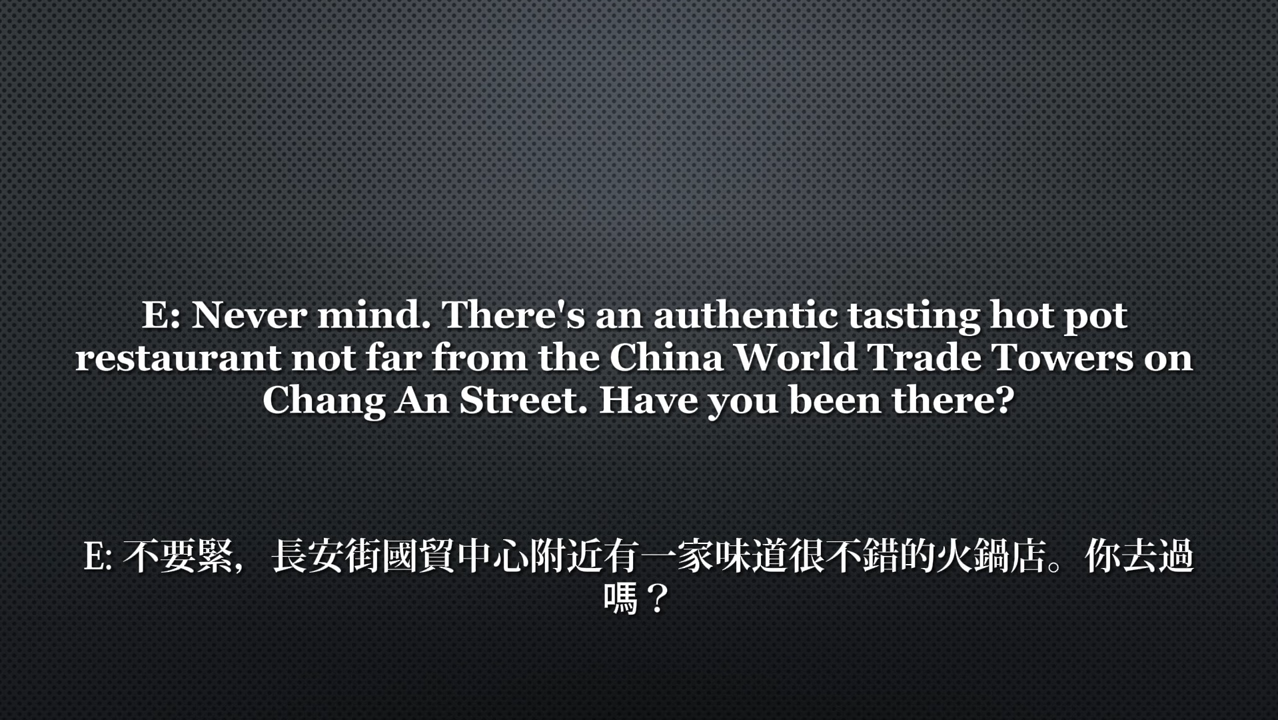 E: Never mind. There's an authentic tasting hot pot
restaurant not far from the China World Trade Towers on
Chang An Street. Have you been there?
E: 不要緊，長安街國貿中心附近有一家味道很不錯的火鍋店。你去過
嗎？